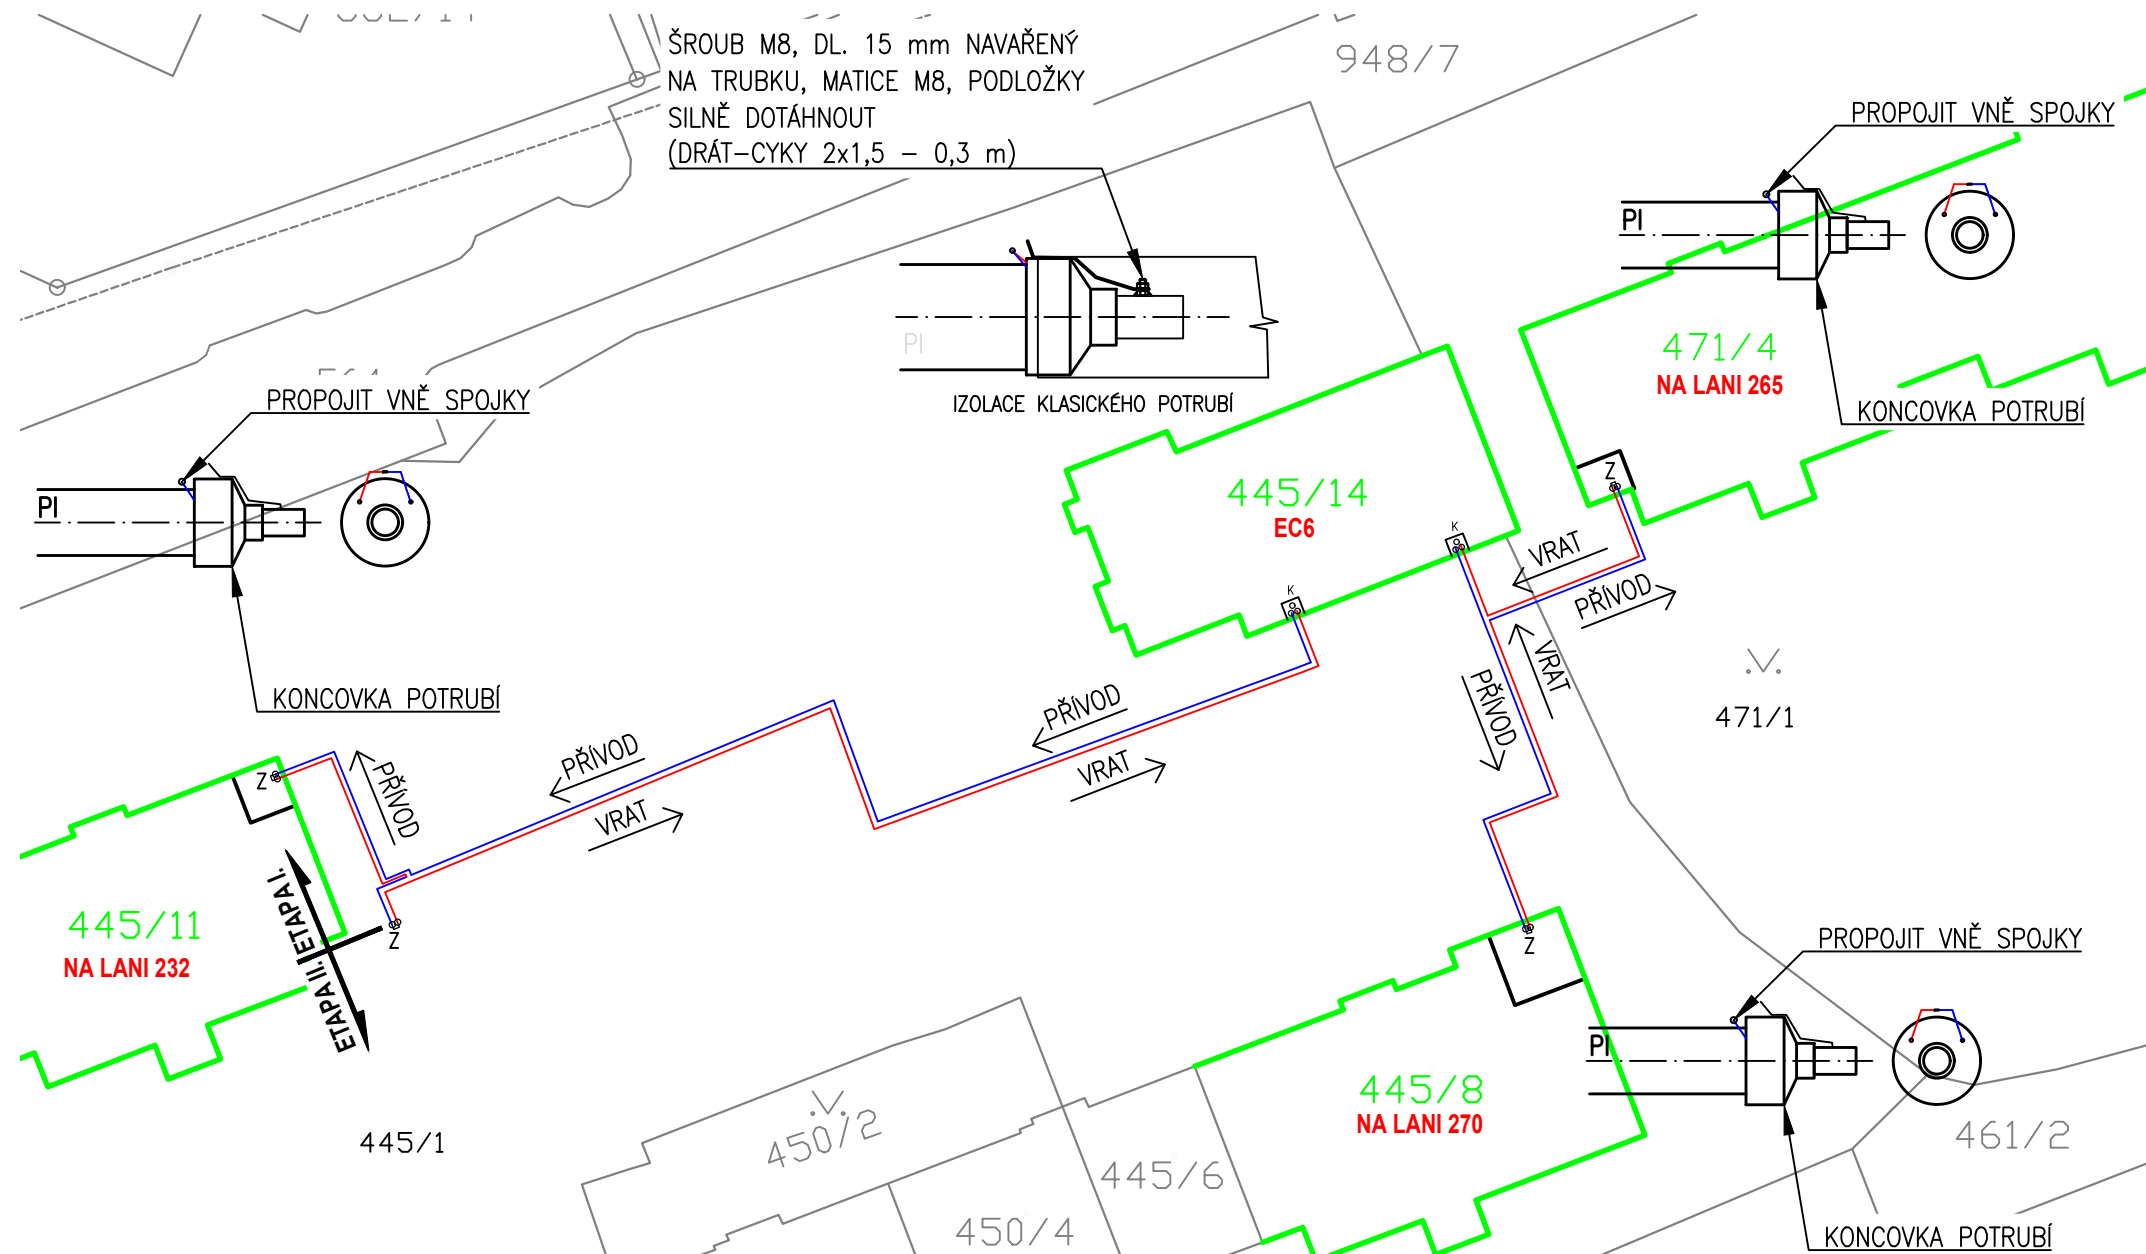 ŠROUB M8, DL. 15 mm NAVAŘENÝ
NA TRUBKU, MATICE M8, PODLOŽKY
SILNĚ DOTÁHNOUT
(DRÁT-CYKY 2x1,5 – 0,3 m)
948/7
PROPOJIT VNĚ SPOJKY
PI
KONCOVKA POTRUBÍ
471/4
NA LANI 265
Z
PI
IZOLACE KLASICKÉHO POTRUBÍ
PROPOJIT VNĚ SPOJKY
PI
KONCOVKA POTRUBÍ
445/14
EC6
K
K
VRAT
PŘÍVOD
VRAT
PŘÍVOD
471/1
PŘÍVOD
VRAT
PŘÍVOD
VRAT
PŘÍVOD
Z
Z
445/11
NA LANI 232
ETAPA I.
ETAPA II.
Z
PROPOJIT VNĚ SPOJKY
PI
KONCOVKA POTRUBÍ
445/8
NA LANI 270
445/1
450/2
445/6
450/4
461/2